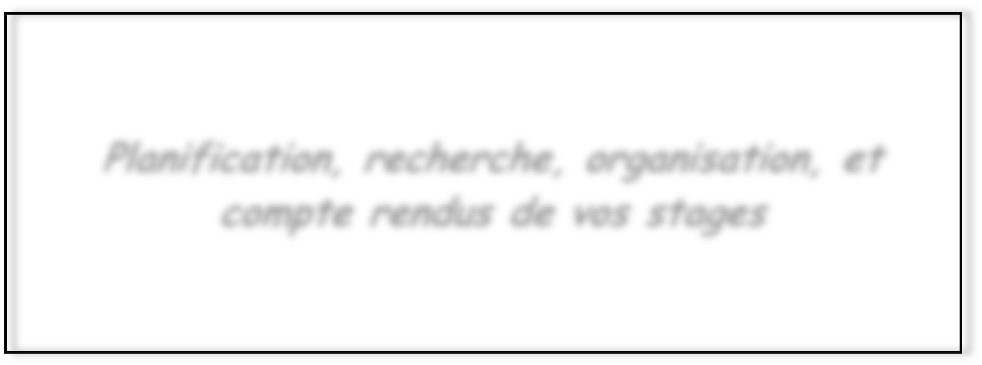 Planification, recherche, organisation, et
compte rendus de vos stages